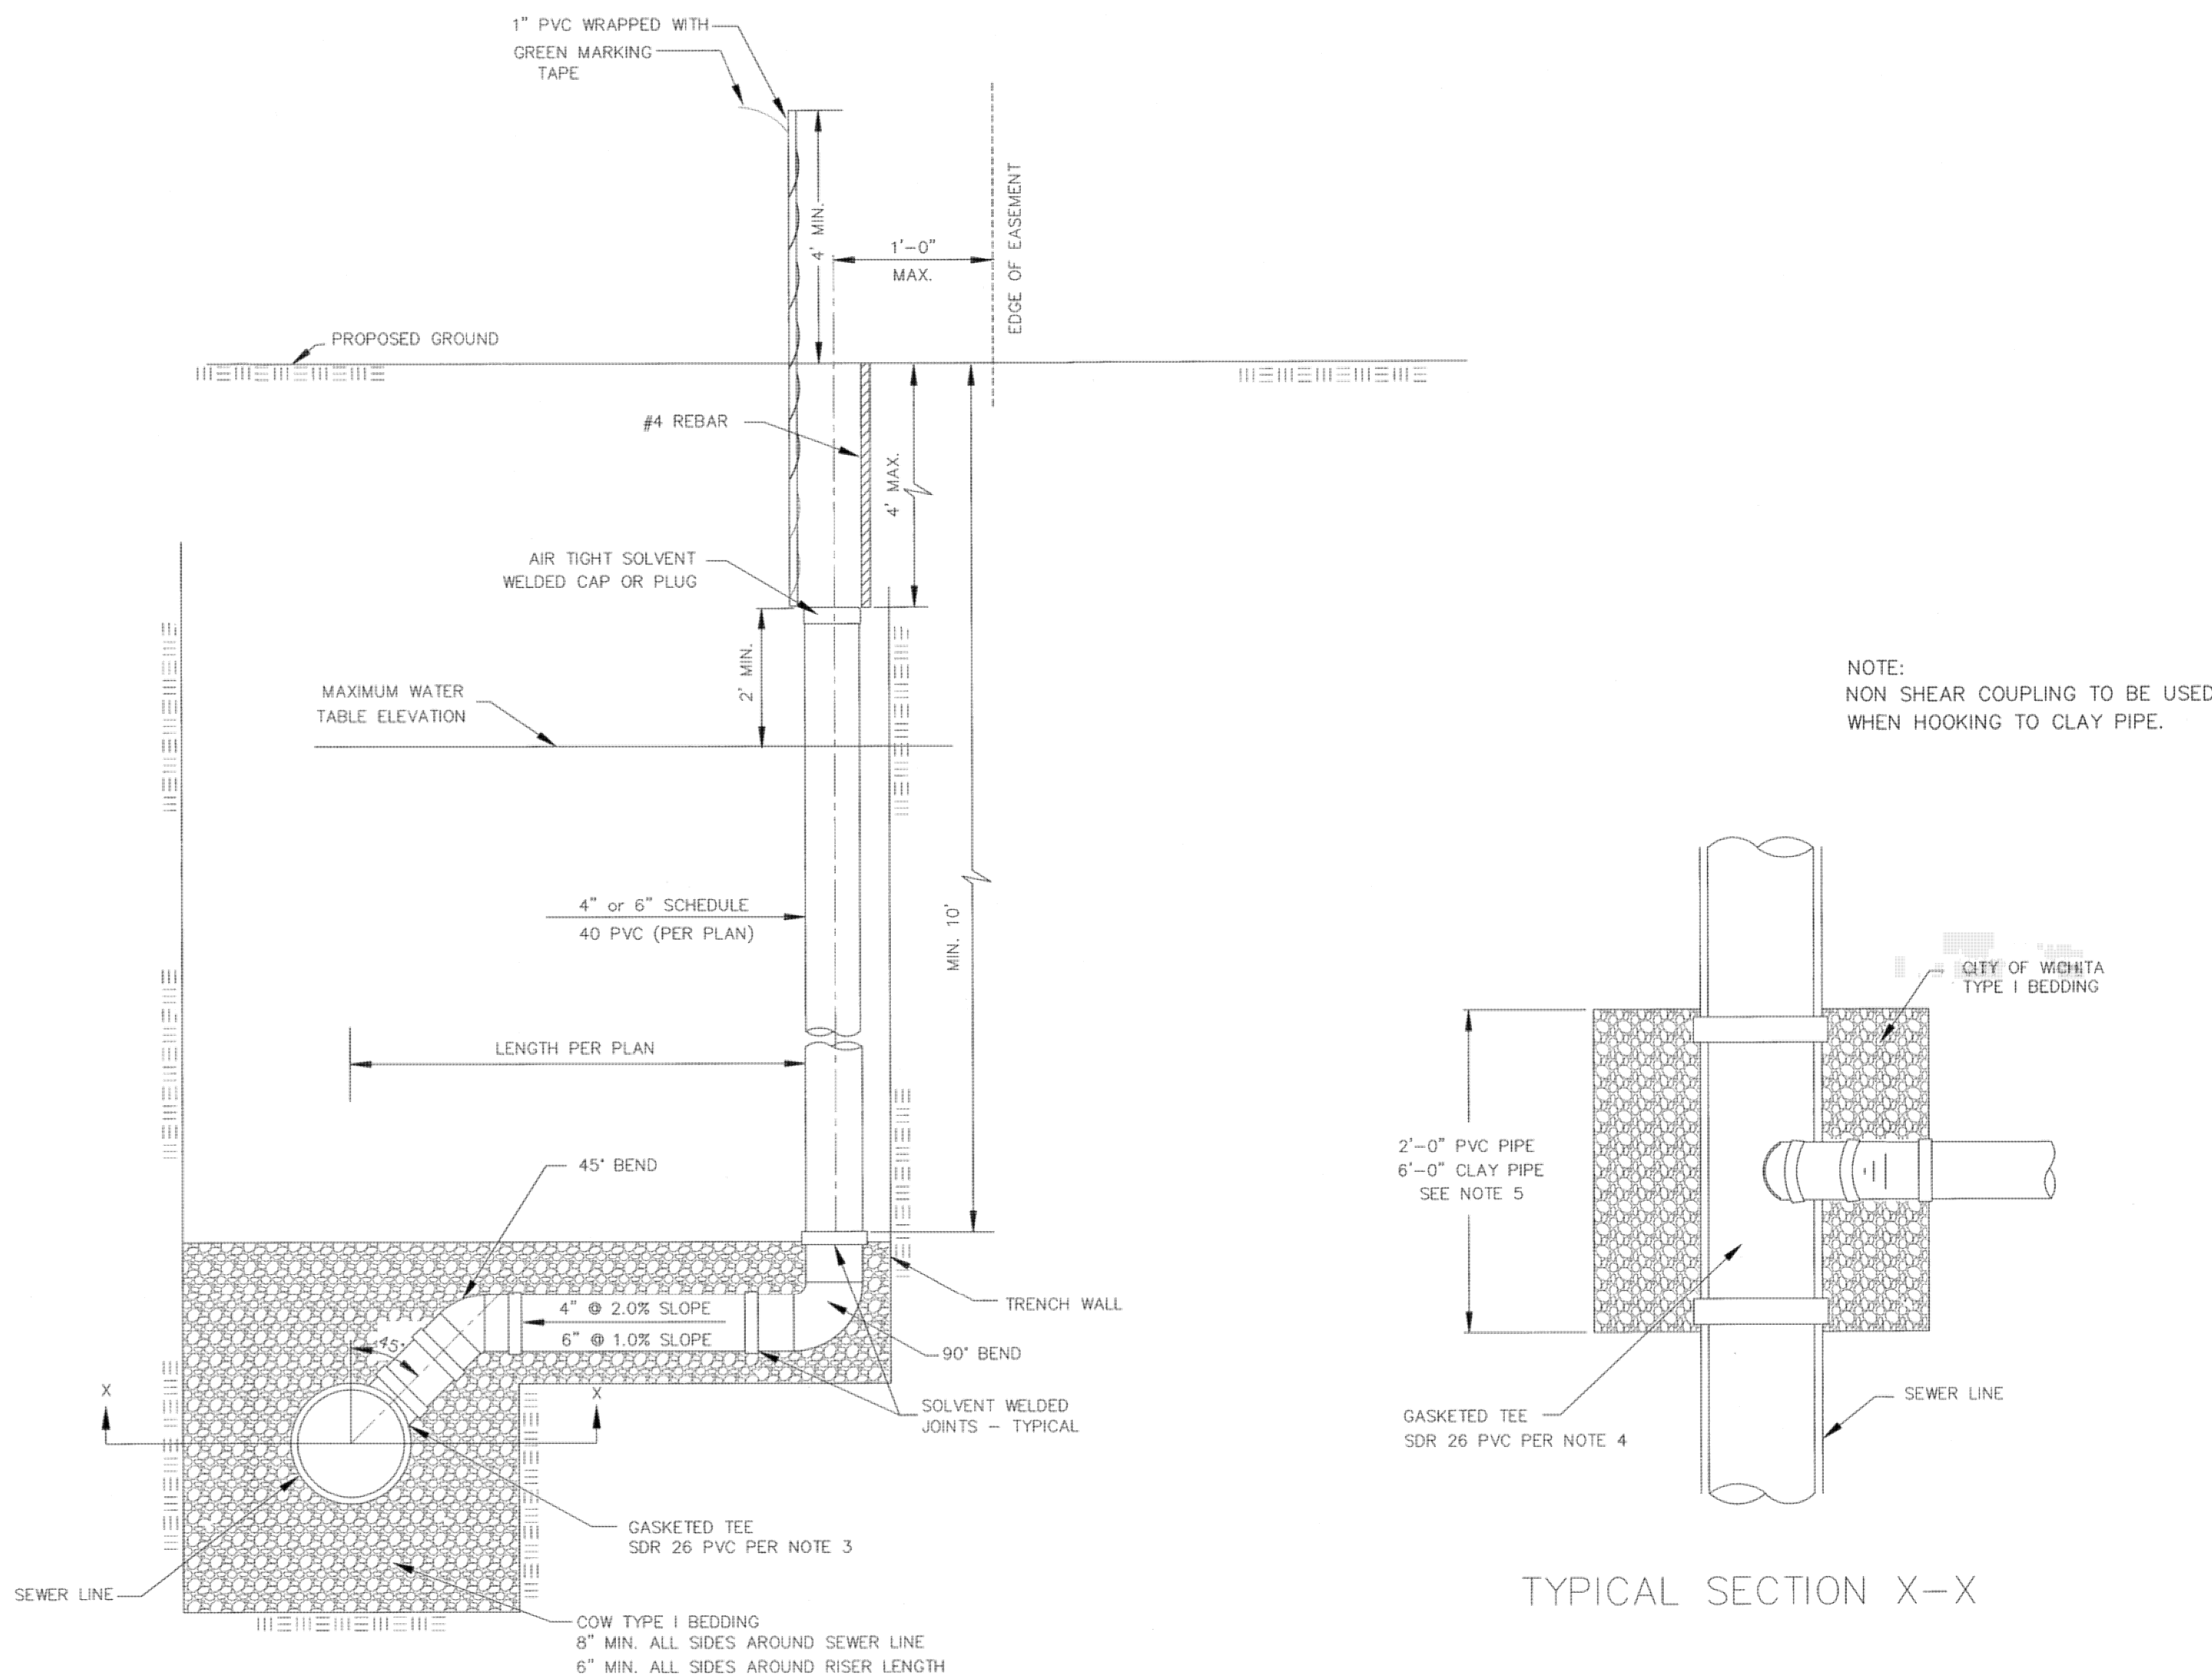 1" PVC WRAPPED WITH
GREEN MARKING
TAPE
4' MIN.
1'-0"
MAX.
EDGE OF EASEMENT
PROPOSED GROUND
#4 REBAR
4' MAX.
AIR TIGHT SOLVENT
WELDED CAP OR PLUG
2' MIN.
MAXIMUM WATER
TABLE ELEVATION
4" or 6" SCHEDULE
40 PVC (PER PLAN)
MIN. 10'
LENGTH PER PLAN
45° BEND
4" @ 2.0% SLOPE
6" @ 1.0% SLOPE
45°
TRENCH WALL
90° BEND
X
X
SOLVENT WELDED
JOINTS - TYPICAL
GASKETED TEE
SDR 26 PVC PER NOTE 3
SEWER LINE
COW TYPE I BEDDING
8" MIN. ALL SIDES AROUND SEWER LINE
6" MIN. ALL SIDES AROUND RISER LENGTH
NOTE:
NON SHEAR COUPLING TO BE USED
WHEN HOOKING TO CLAY PIPE.
CITY OF WICHITA
TYPE I BEDDING
2'-0" PVC PIPE
6'-0" CLAY PIPE
SEE NOTE 5
GASKETED TEE
SDR 26 PVC PER NOTE 4
SEWER LINE
TYPICAL SECTION X-X